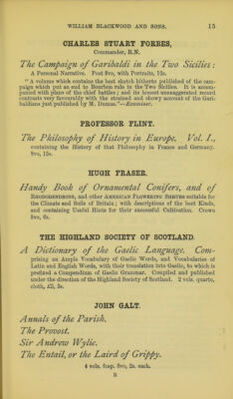 WILLIAM BLACKWOOD AND SONS. 15
CHARLES STUART FORBES,
Commander, R.N.
The Campaign of Garibaldi in the Two Sicilies:
A Personal Narrative. Post 8vo, with Portraits, 12s.
"A volume which contains the best sketch hitherto published of the cam-
paign which put an end to Bourbon rule in the Two Sicilies. It is accom-
panied with plans of the chief battles; and its honest unexaggerated record
contrasts very favourably with the strained and showy account of the Gari-
baldians just published by M. Dumas."—Examiner.
PROFESSOR FLINT.
The Philosophy of History in Europe. Vol. I.,
containing the History of that Philosophy in France and Germany.
8vo, 15s.
HUGH FRASER.
Handy Book of Ornamental Conifers, and of
RHODODENDRONS, and other AMERICAN FLOWERING SHRUBS suitable for
the Climate and Soils of Britain; with descriptions of the best Kinds,
and containing Useful Hints for their successful Cultivation. Crown
8vo, 6s.
THE HIGHLAND SOCIETY OF SCOTLAND.
A Dictionary of the Gaelic Language. Com-
prising an Ample Vocabulary of Gaelic Words, and Vocabularies of
Latin and English Words, with their translation into Gaelic, to which is
prefixed a Compendium of Gaelic Grammar. Compiled and published
under the direction of the Highland Society of Scotland. 2 vols. quarto,
cloth, £2, 2s.
JOHN GALT.
Annals of the Parish.
The Provost.
Sir Andrew Wylie.
The Entail, or the Laird of Grippy.
4 vols. fcap. 8vo, 2s. each.